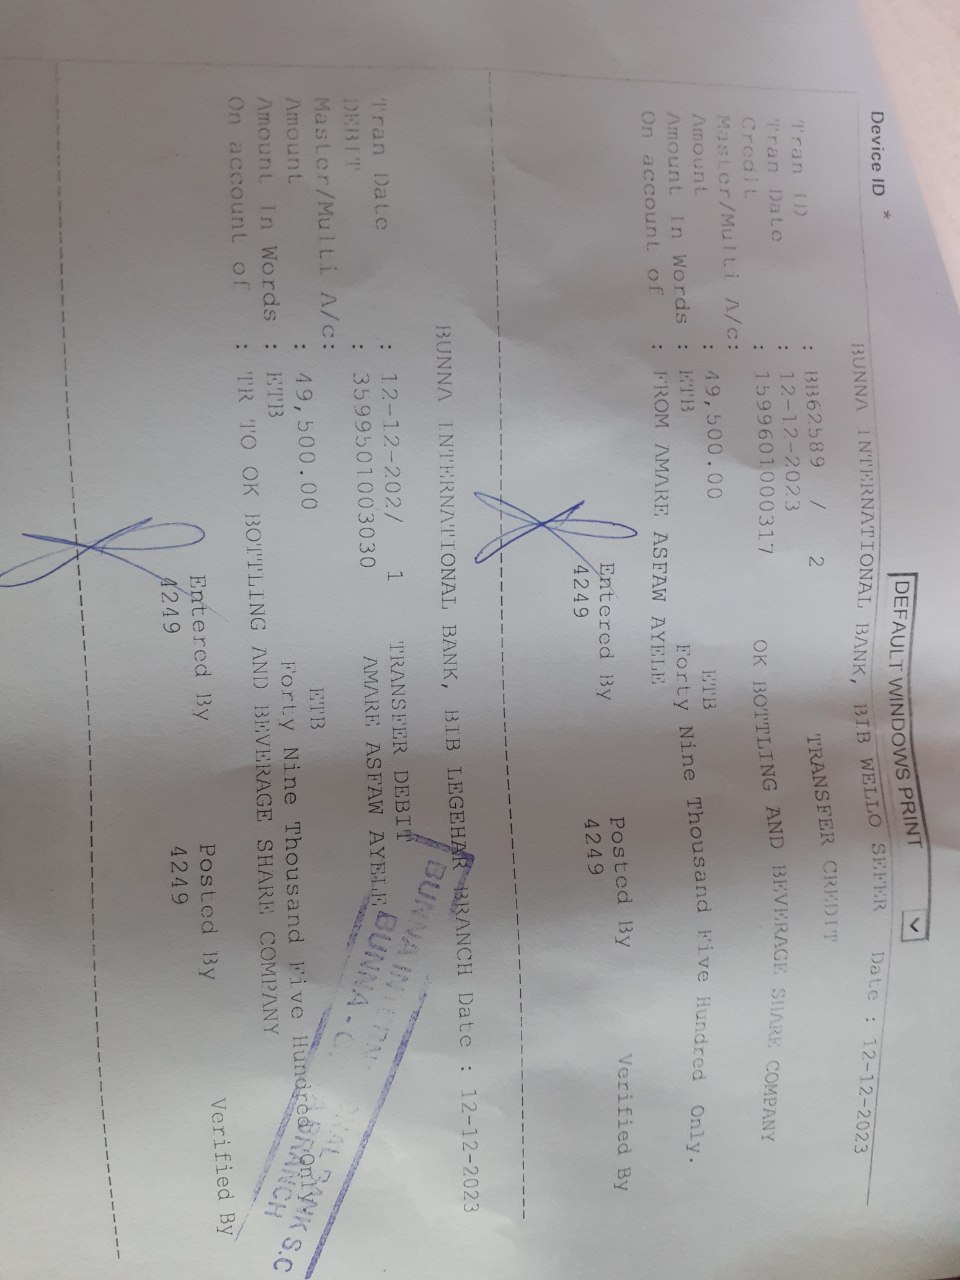 DEFAULT WINDOWS PRINT
Device ID *
BUNNA INTERNATIONAL BANK, BIB WELLO SEFER Date : 12-12-2023
Tran ID : BB62589 / 2 TRANSFER CREDIT
Tran Date : 12-12-2023
Credit : 1599601000317 OK BOTTLING AND BEVERAGE SHARE COMPANY
Master/Multi A/c:
Amount : 49,500.00 ETB
Amount In Words : ETB Forty Nine Thousand Five Hundred Only.
On account of : FROM AMARE ASFAW AYELE
Entered By Posted By Verified By
4249 4249
BUNNA INTERNATIONAL BANK, BIB LEGEHAR BRANCH Date : 12-12-2023
Tran Date : 12-12-202/ 1 TRANSFER DEBIT
DEBIT : 3599501003030 AMARE ASFAW AYELE
Master/Multi A/c:
Amount : 49,500.00 ETB
Amount In Words : ETB Forty Nine Thousand Five Hundred Only.
On account of : TR TO OK BOTTLING AND BEVERAGE SHARE COMPANY
Entered By Posted By Verified By
4249 4249
BUNNA BANK S.C
BUNNA BRANCH